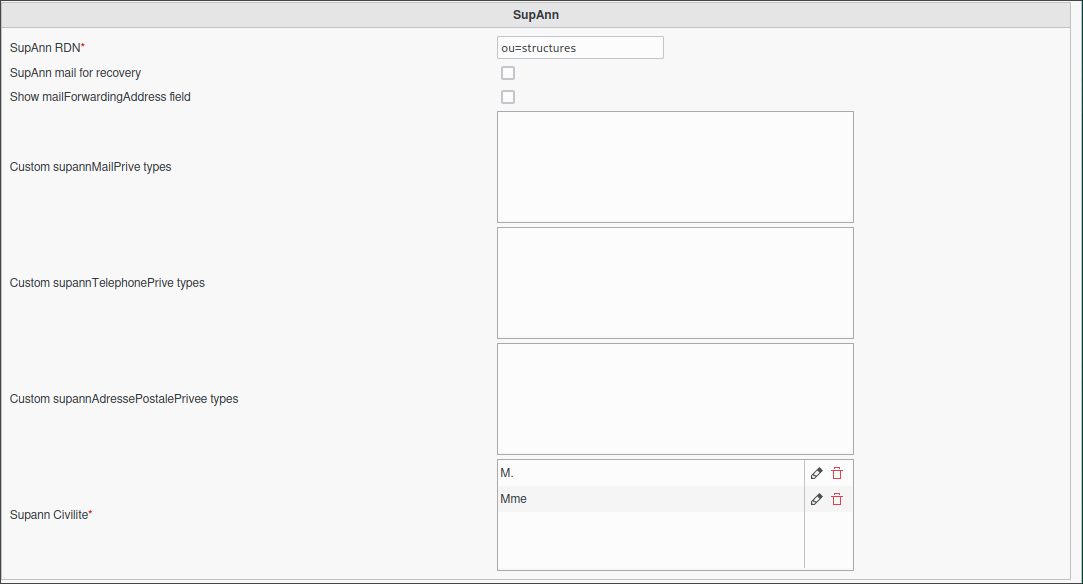 SupAnn
SupAnn RDN* ou=structures
SupAnn mail for recovery
Show mailForwardingAddress field
Custom supannMailPrive types
Custom supannTelephonePrive types
Custom supannAdressePostalePrivee types
M.
Mme
Supann Civilite*